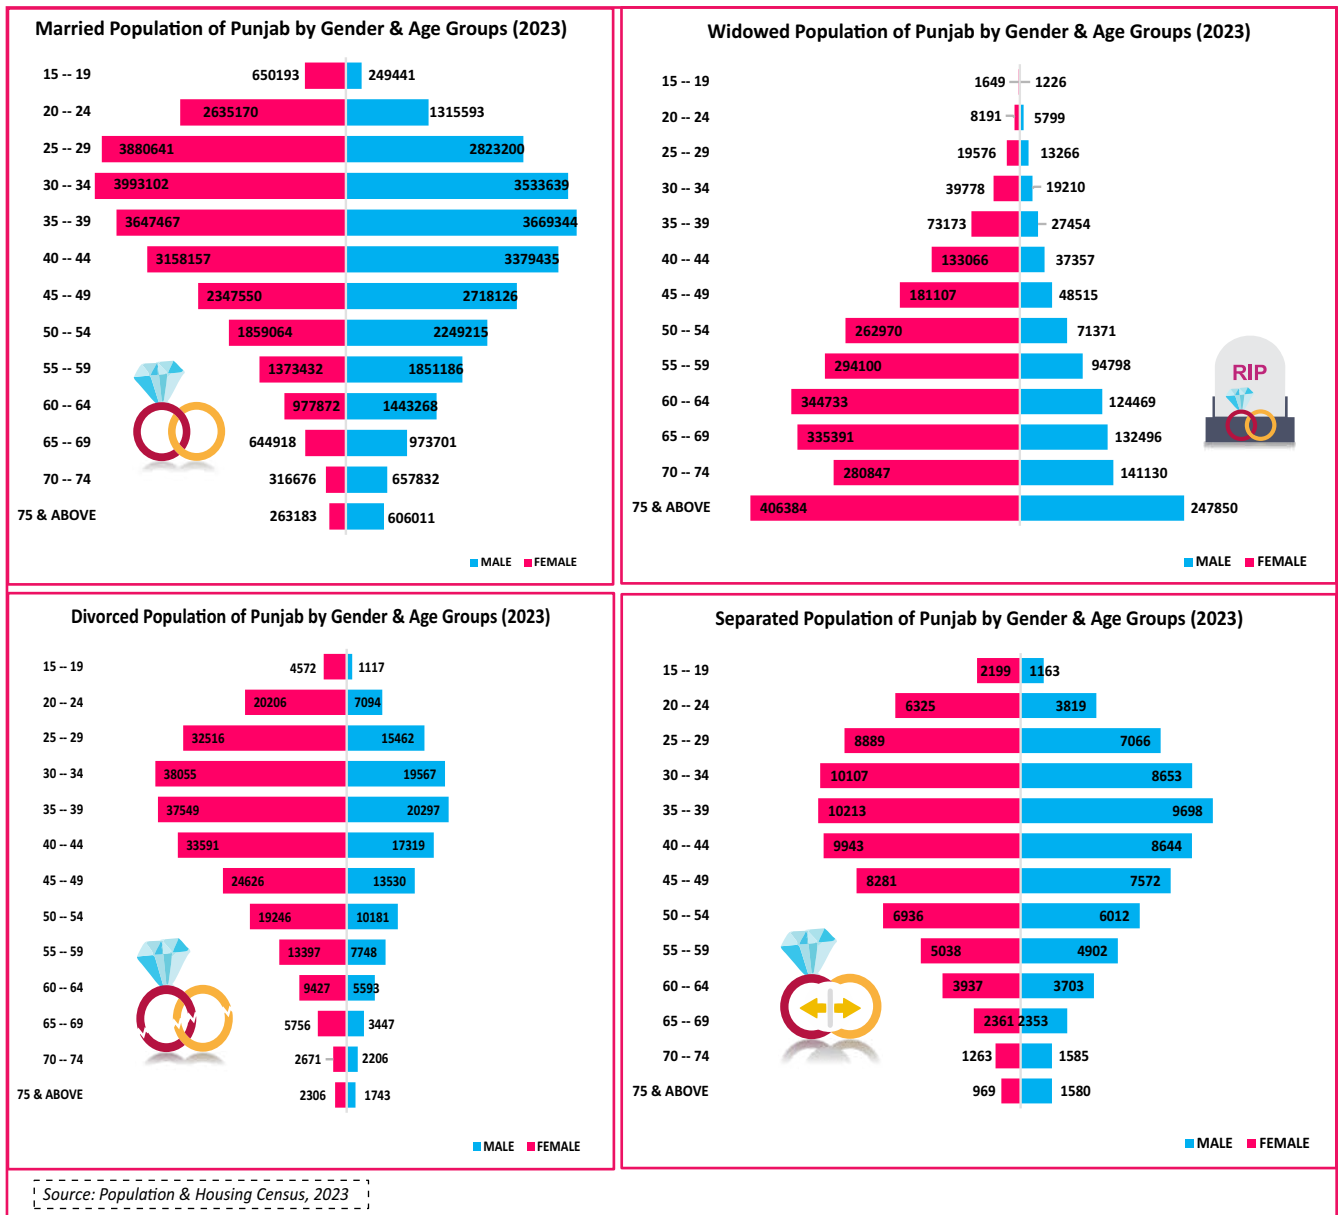 Married Population of Punjab by Gender & Age Groups (2023)
15 -- 19 650193 249441
20 -- 24 2635170 1315593
25 -- 29 3880641 2823200
30 -- 34 3993102 3533639
35 -- 39 3647467 3669344
40 -- 44 3158157 3379435
45 -- 49 2347550 2718126
50 -- 54 1859064 2249215
55 -- 59 1373432 1851186
60 -- 64 977872 1443268
65 -- 69 644918 973701
70 -- 74 316676 657832
75 & ABOVE 263183 606011
MALE FEMALE
Widowed Population of Punjab by Gender & Age Groups (2023)
15 -- 19 1649 1226
20 -- 24 8191 5799
25 -- 29 19576 13266
30 -- 34 39778 19210
35 -- 39 73173 27454
40 -- 44 133066 37357
45 -- 49 181107 48515
50 -- 54 262970 71371
55 -- 59 294100 94798
60 -- 64 344733 124469
65 -- 69 335391 132496
70 -- 74 280847 141130
75 & ABOVE 406384 247850
RIP
MALE FEMALE
Divorced Population of Punjab by Gender & Age Groups (2023)
15 -- 19 4572 1117
20 -- 24 20206 7094
25 -- 29 32516 15462
30 -- 34 38055 19567
35 -- 39 37549 20297
40 -- 44 33591 17319
45 -- 49 24626 13530
50 -- 54 19246 10181
55 -- 59 13397 7748
60 -- 64 9427 5593
65 -- 69 5756 3447
70 -- 74 2671 2206
75 & ABOVE 2306 1743
MALE FEMALE
Separated Population of Punjab by Gender & Age Groups (2023)
15 -- 19 2199 1163
20 -- 24 6325 3819
25 -- 29 8889 7066
30 -- 34 10107 8653
35 -- 39 10213 9698
40 -- 44 9943 8644
45 -- 49 8281 7572
50 -- 54 6936 6012
55 -- 59 5038 4902
60 -- 64 3937 3703
65 -- 69 2361 2353
70 -- 74 1263 1585
75 & ABOVE 969 1580
MALE FEMALE
Source: Population & Housing Census, 2023